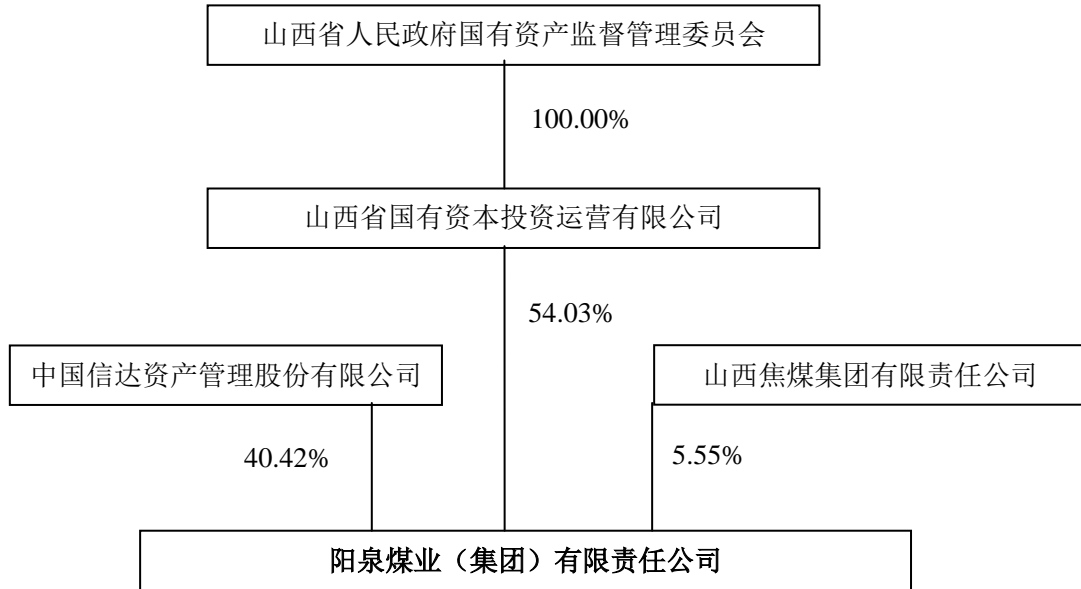 山西省人民政府国有资产监督管理委员会
100.00%
山西省国有资本投资运营有限公司
54.03%
中国信达资产管理股份有限公司
山西焦煤集团有限责任公司
40.42%
5.55%
阳泉煤业（集团）有限责任公司